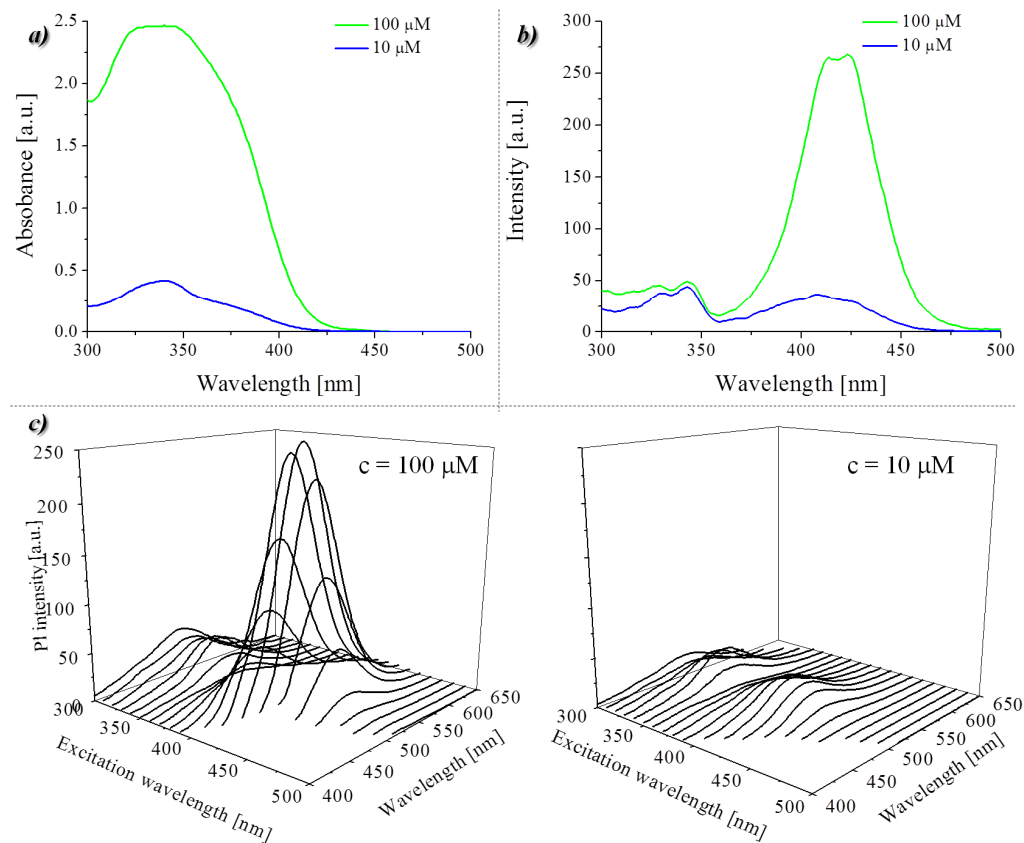 a)
100 µM
10 µM
Absobance [a.u.]
2.5
2.0
1.5
1.0
0.5
0.0
300 350 400 450 500
Wavelength [nm]
b)
100 µM
10 µM
Intensity [a.u.]
300
250
200
150
100
50
0
300 350 400 450 500
Wavelength [nm]
c)
c = 100 µM
Pl intensity [a.u.]
250
200
150
100
50
0
300 350 400 450 500
Excitation wavelength [nm]
400 450 500 550 600 650
Wavelength [nm]
c = 10 µM
300 350 400 450 500
Excitation wavelength [nm]
400 450 500 550 600 650
Wavelength [nm]